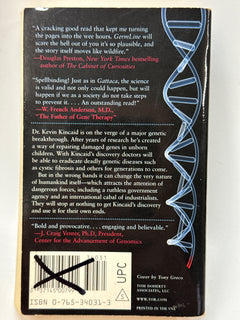 "A cracking good read that kept me turning
the pages into the wee hours. GermLine will
scare the hell out of you it's so plausible, and
the story itself moves like wildfire."
—Douglas Preston, New York Times bestselling
author of The Cabinet of Curiosities
"Spellbinding! Just as in Gattaca, the science
is valid and not only could happen, but will
happen if we as a society do not take steps
to prevent it. . . . An outstanding read!"
—W. French Anderson, M.D.,
"The Father of Gene Therapy"
Dr. Kevin Kincaid is on the verge of a major genetic
breakthrough. After years of research he's created
a way of repairing damaged genes in unborn
children. With Kincaid's discovery doctors will
be able to eradicate deadly genetic diseases such
as cystic fibrosis and others for generations to come.
But in the wrong hands it can change the very nature
of humankind itself—which attracts the attention of
dangerous forces, including a ruthless government
agency and an international cabal of industrialists.
They will stop at nothing to get Kincaid's discovery
and use it for their own ends.
"Bold and provocative. . . . engaging and believable."
—J. Craig Venter, Ph.D, President,
Center for the Advancement of Genomics
UPC
S
ISBN 0-765-34031-3
Cover by Tony Greco
TOM DOHERTY
ASSOCIATES, LLC
WWW.TOR.COM
PRINTED IN THE USA